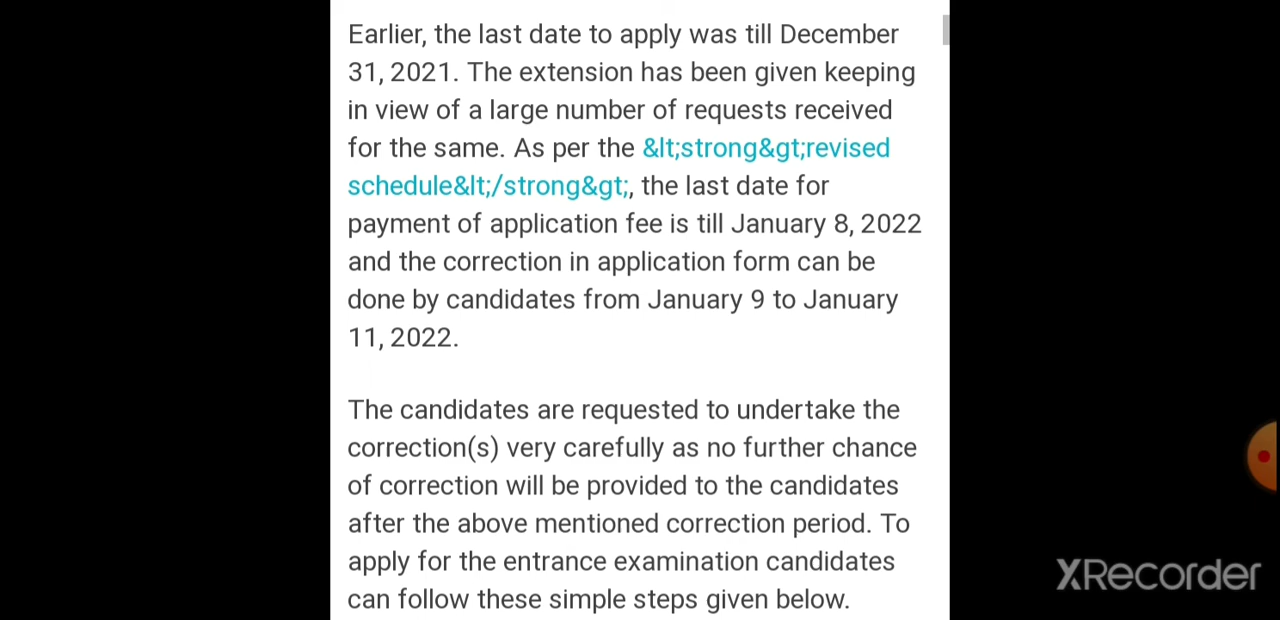 Earlier, the last date to apply was till December
31, 2021. The extension has been given keeping
in view of a large number of requests received
for the same. As per the &lt;strong&gt;revised
schedule&lt;/strong&gt;, the last date for
payment of application fee is till January 8, 2022
and the correction in application form can be
done by candidates from January 9 to January
11, 2022.
The candidates are requested to undertake the
correction(s) very carefully as no further chance
of correction will be provided to the candidates
after the above mentioned correction period. To
apply for the entrance examination candidates
can follow these simple steps given below.
XRecorder